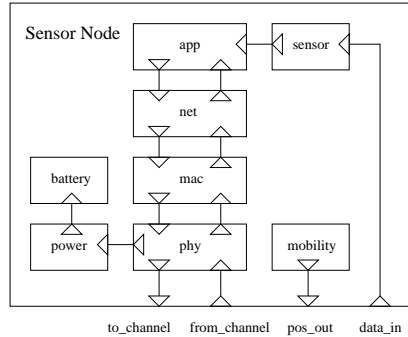 Sensor Node
app
sensor
net
battery
mac
power
phy
mobility
to_channel
from_channel
pos_out
data_in